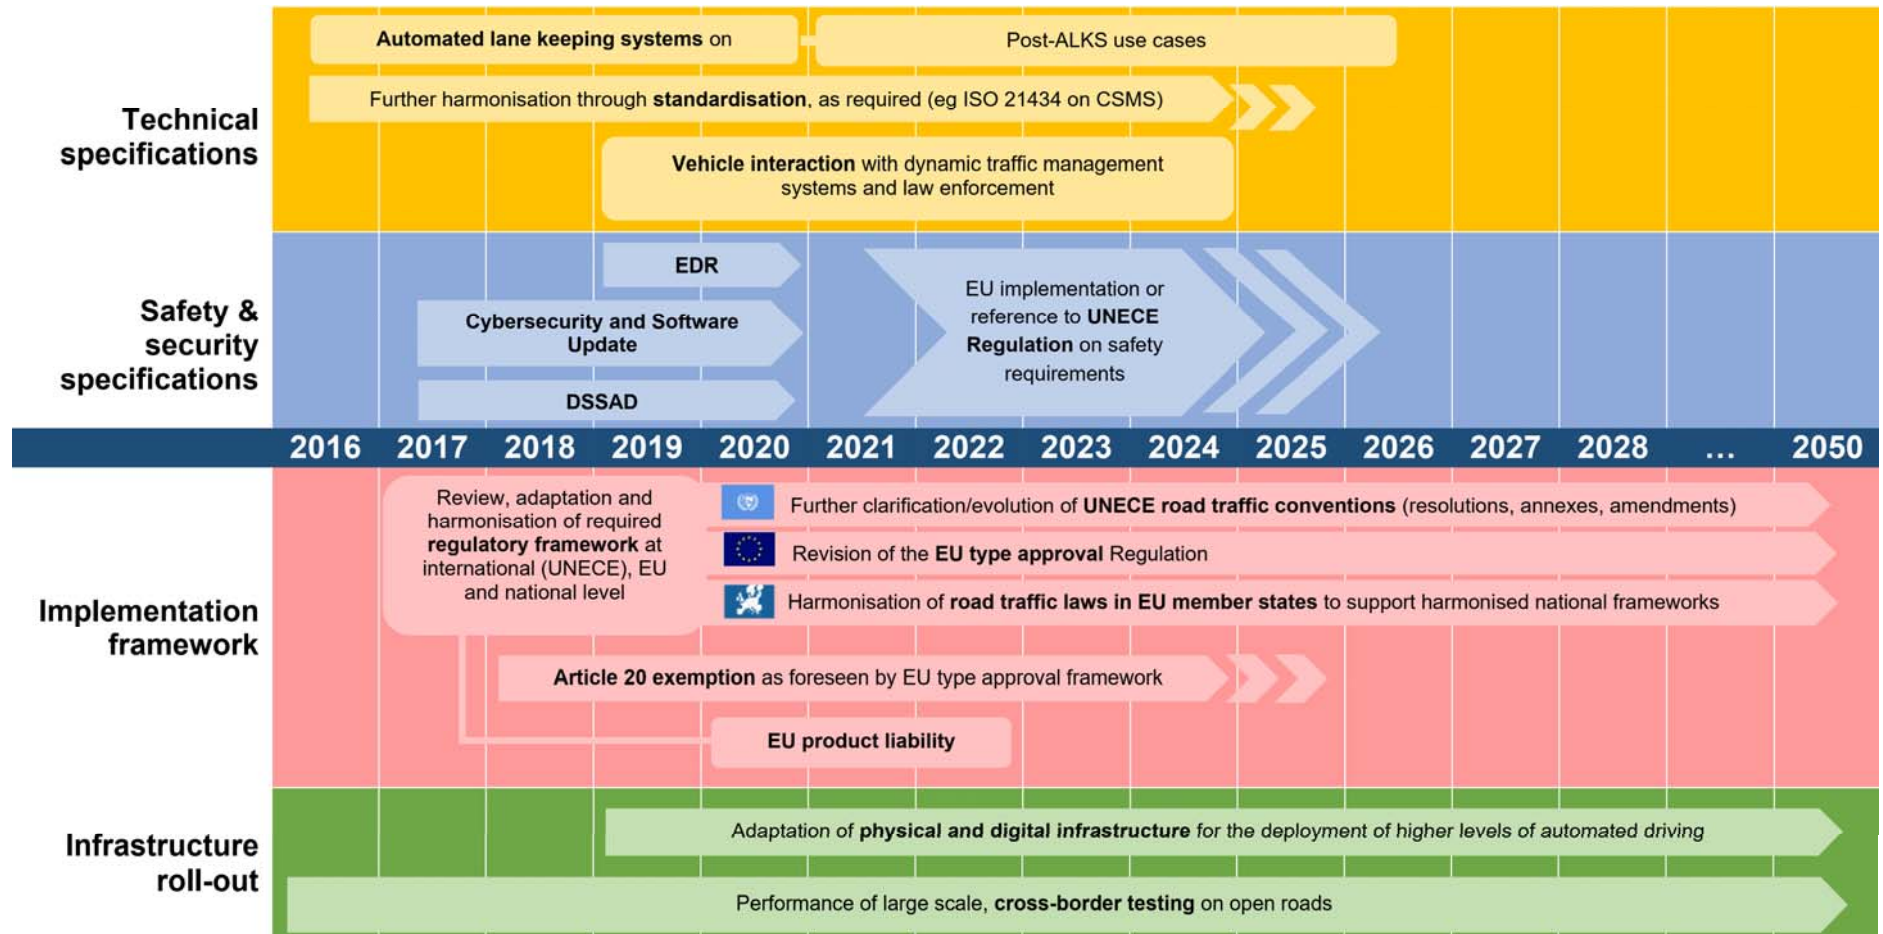 Technical
specifications
Automated lane keeping systems on
Post-ALKS use cases
Further harmonisation through standardisation, as required (eg ISO 21434 on CSMS)
Vehicle interaction with dynamic traffic management
systems and law enforcement
Safety &
security
specifications
EDR
Cybersecurity and Software
Update
DSSAD
EU implementation or
reference to UNECE
Regulation on safety
requirements
2016 2017 2018 2019 2020 2021 2022 2023 2024 2025 2026 2027 2028 ... 2050
Implementation
framework
Review, adaptation and
harmonisation of required
regulatory framework at
international (UNECE), EU
and national level
Further clarification/evolution of UNECE road traffic conventions (resolutions, annexes, amendments)
Revision of the EU type approval Regulation
Harmonisation of road traffic laws in EU member states to support harmonised national frameworks
Article 20 exemption as foreseen by EU type approval framework
EU product liability
Infrastructure
roll-out
Adaptation of physical and digital infrastructure for the deployment of higher levels of automated driving
Performance of large scale, cross-border testing on open roads